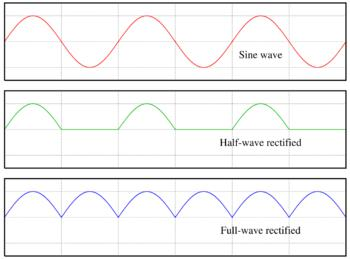 Sine wave
Half-wave rectified
Full-wave rectified